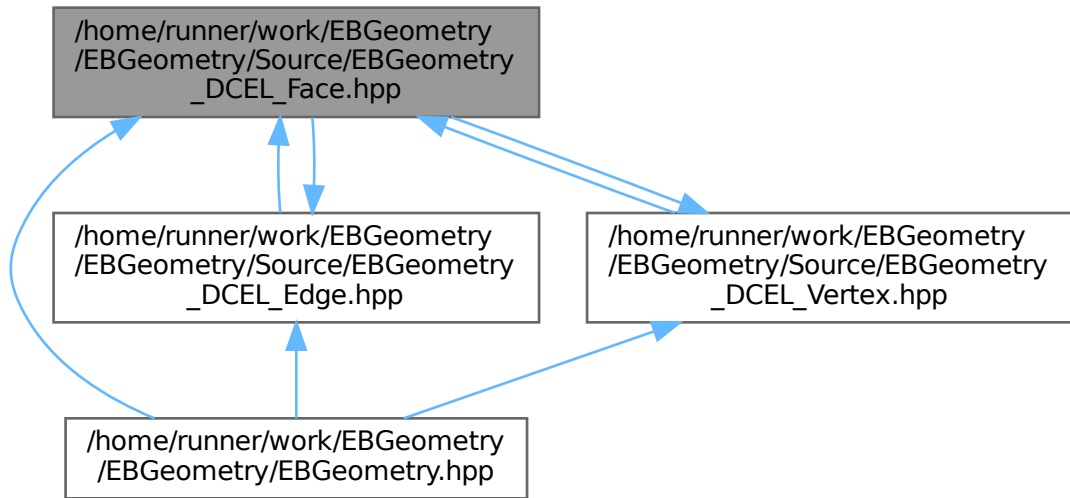 /home/runner/work/EBGeometry
/EBGeometry/Source/EBGeometry
_DCEL_Face.hpp
/home/runner/work/EBGeometry
/EBGeometry/Source/EBGeometry
_DCEL_Edge.hpp
/home/runner/work/EBGeometry
/EBGeometry/Source/EBGeometry
_DCEL_Vertex.hpp
/home/runner/work/EBGeometry
/EBGeometry/EBGeometry.hpp